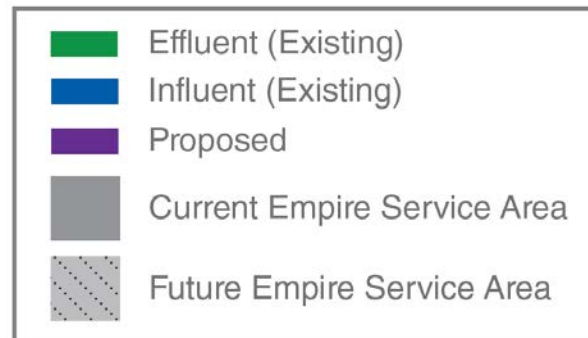 Effluent (Existing)
Influent (Existing)
Proposed
Current Empire Service Area
Future Empire Service Area